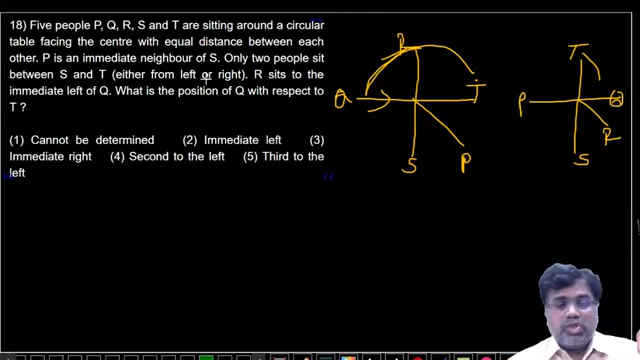 18) Five people P, Q, R, S and T are sitting around a circular
table facing the centre with equal distance between each
other. P is an immediate neighbour of S. Only two people sit
between S and T (either from left or right). R sits to the
immediate left of Q. What is the position of Q with respect to
T ?
(1) Cannot be determined (2) Immediate left (3)
Immediate right (4) Second to the left (5) Third to the
left
R
Q
T
S
P
T
P
Q
R
S